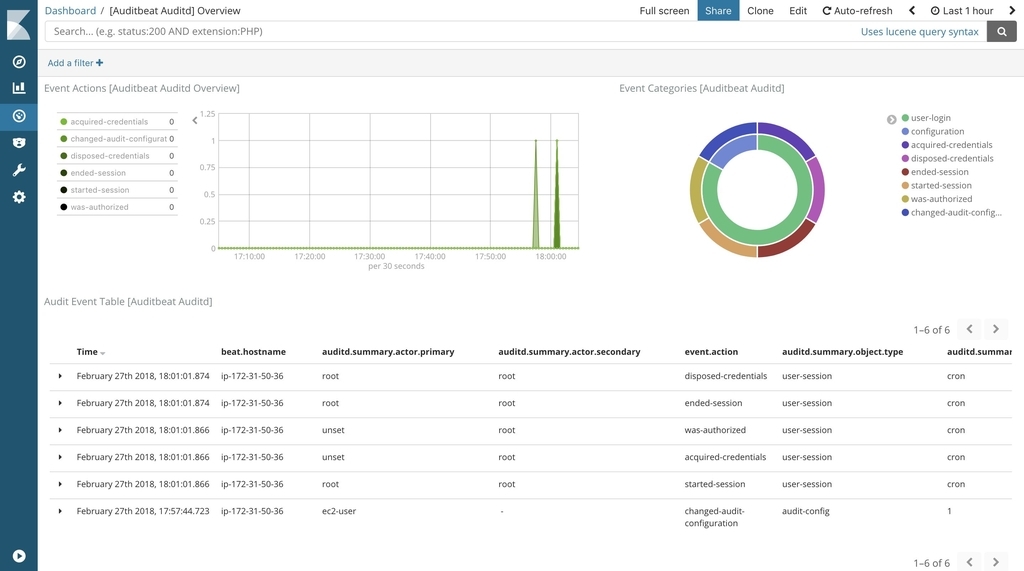 Dashboard / [Auditbeat Auditd] Overview
Full screen Share Clone Edit Auto-refresh Last 1 hour
Search... (e.g. status:200 AND extension:PHP)
Uses lucene query syntax
Add a filter
Event Actions [Auditbeat Auditd Overview]
acquired-credentials 0
changed-audit-configurat 0
disposed-credentials 0
ended-session 0
started-session 0
was-authorized 0
1.25
1
0.75
0.5
0.25
0
17:10:00 17:20:00 17:30:00 17:40:00 17:50:00 18:00:00
per 30 seconds
Event Categories [Auditbeat Auditd]
user-login
configuration
acquired-credentials
disposed-credentials
ended-session
started-session
was-authorized
changed-audit-config...
Audit Event Table [Auditbeat Auditd]
1–6 of 6
Time beat.hostname auditd.summary.actor.primary auditd.summary.actor.secondary event.action auditd.summary.object.type auditd.summar
February 27th 2018, 18:01:01.874 ip-172-31-50-36 root root disposed-credentials user-session cron
February 27th 2018, 18:01:01.874 ip-172-31-50-36 root root ended-session user-session cron
February 27th 2018, 18:01:01.866 ip-172-31-50-36 unset root was-authorized user-session cron
February 27th 2018, 18:01:01.866 ip-172-31-50-36 unset root acquired-credentials user-session cron
February 27th 2018, 18:01:01.866 ip-172-31-50-36 root root started-session user-session cron
February 27th 2018, 17:57:44.723 ip-172-31-50-36 ec2-user - changed-audit- audit-config 1
configuration
1–6 of 6